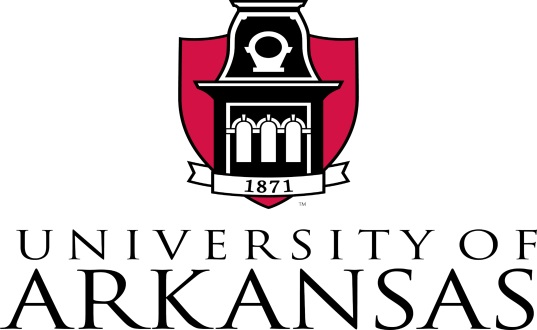 1871
TM
UNIVERSITY OF
ARKANSAS